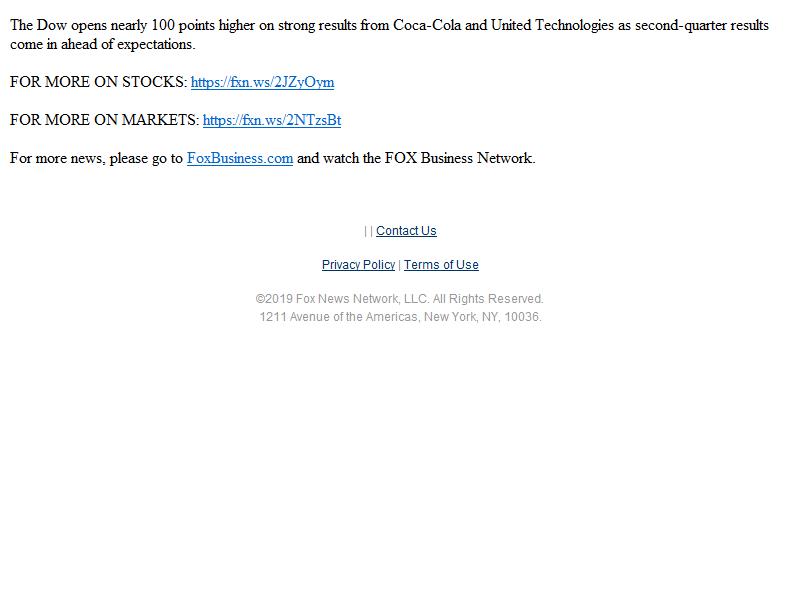 The Dow opens nearly 100 points higher on strong results from Coca-Cola and United Technologies as second-quarter results
come in ahead of expectations.
FOR MORE ON STOCKS: https://fxn.ws/2JZyOym
FOR MORE ON MARKETS: https://fxn.ws/2NTzsBt
For more news, please go to FoxBusiness.com and watch the FOX Business Network.
| | Contact Us
Privacy Policy | Terms of Use
©2019 Fox News Network, LLC. All Rights Reserved.
1211 Avenue of the Americas, New York, NY, 10036.